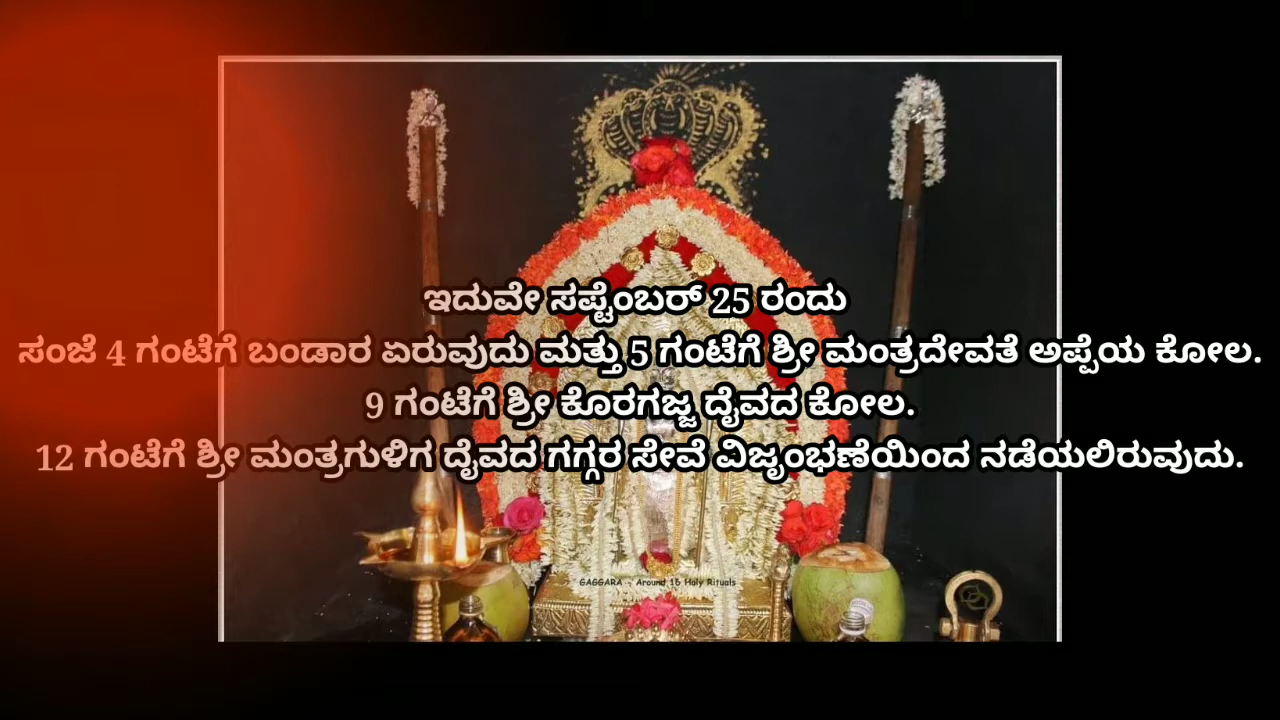 ಇದುವೇ ಸಪ್ಟೆಂಬರ್ 25 ರಂದು
ಸಂಜೆ 4 ಗಂಟೆಗೆ ಬಂಡಾರ ಏರುವುದು ಮತ್ತು 5 ಗಂಟೆಗೆ ಶ್ರೀ ಮಂತ್ರದೇವತೆ ಅಪ್ಪೆಯ ಕೋಲ.
9 ಗಂಟೆಗೆ ಶ್ರೀ ಕೊರಗಜ್ಜ ದೈವದ ಕೋಲ.
12 ಗಂಟೆಗೆ ಶ್ರೀ ಮಂತ್ರಗುಳಿಗ ದೈವದ ಗಗ್ಗರ ಸೇವೆ ವಿಜೃಂಭಣೆಯಿಂದ ನಡೆಯಲಿರುವುದು.
GAGGARA - Around 18 Holy Rituals